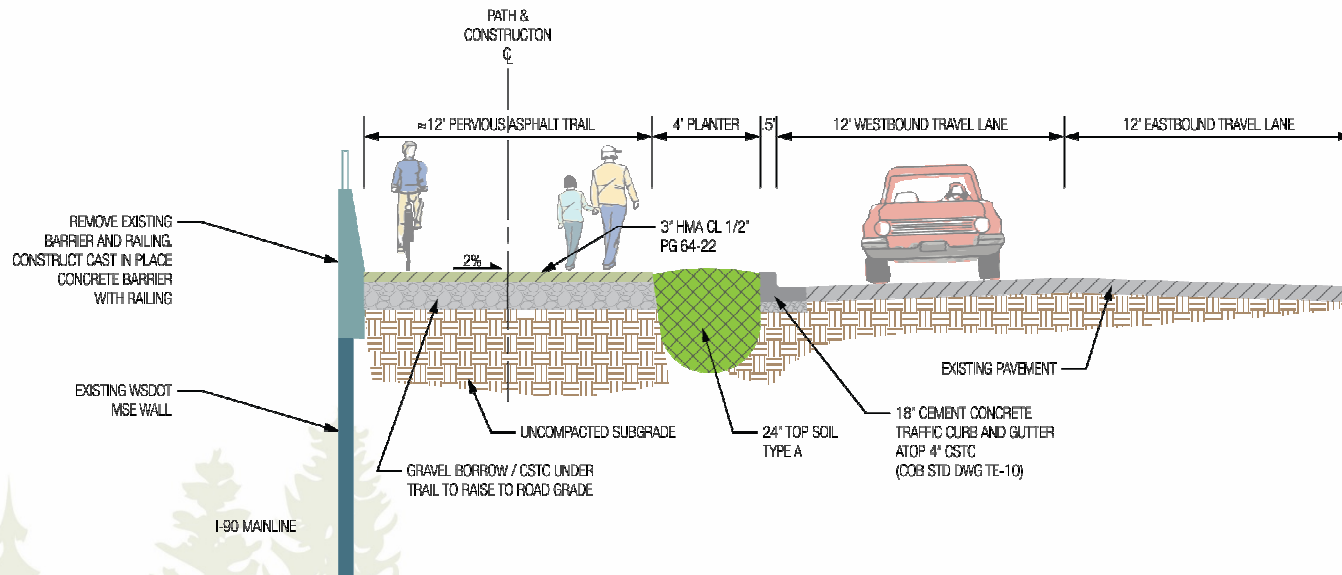 PATH &
CONSTRUCTON
℄
≈12' PERVIOUS ASPHALT TRAIL
4' PLANTER
.5'
12' WESTBOUND TRAVEL LANE
12' EASTBOUND TRAVEL LANE
REMOVE EXISTING
BARRIER AND RAILING.
CONSTRUCT CAST IN PLACE
CONCRETE BARRIER
WITH RAILING
2%
3" HMA CL 1/2"
PG 64-22
EXISTING WSDOT
MSE WALL
UNCOMPACTED SUBGRADE
GRAVEL BORROW / CSTC UNDER
TRAIL TO RAISE TO ROAD GRADE
24" TOP SOIL
TYPE A
EXISTING PAVEMENT
18" CEMENT CONCRETE
TRAFFIC CURB AND GUTTER
ATOP 4" CSTC
(COB STD DWG TE-10)
I-90 MAINLINE